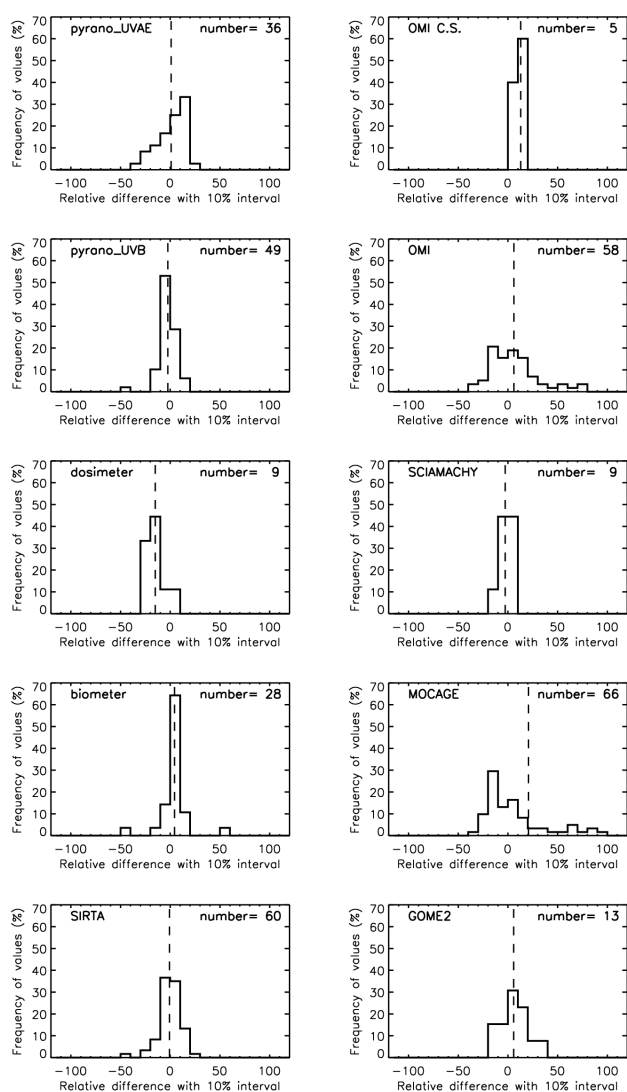 pyrano_UVAE number= 36
Frequency of values (%)
70
60
50
40
30
20
10
0
-100 -50 0 50 100
Relative difference with 10% interval
OMI C.S. number= 5
Frequency of values (%)
70
60
50
40
30
20
10
0
-100 -50 0 50 100
Relative difference with 10% interval
pyrano_UVB number= 49
Frequency of values (%)
70
60
50
40
30
20
10
0
-100 -50 0 50 100
Relative difference with 10% interval
OMI number= 58
Frequency of values (%)
70
60
50
40
30
20
10
0
-100 -50 0 50 100
Relative difference with 10% interval
dosimeter number= 9
Frequency of values (%)
70
60
50
40
30
20
10
0
-100 -50 0 50 100
Relative difference with 10% interval
SCIAMACHY number= 9
Frequency of values (%)
70
60
50
40
30
20
10
0
-100 -50 0 50 100
Relative difference with 10% interval
biometer number= 28
Frequency of values (%)
70
60
50
40
30
20
10
0
-100 -50 0 50 100
Relative difference with 10% interval
MOCAGE number= 66
Frequency of values (%)
70
60
50
40
30
20
10
0
-100 -50 0 50 100
Relative difference with 10% interval
SIRTA number= 60
Frequency of values (%)
70
60
50
40
30
20
10
0
-100 -50 0 50 100
Relative difference with 10% interval
GOME2 number= 13
Frequency of values (%)
70
60
50
40
30
20
10
0
-100 -50 0 50 100
Relative difference with 10% interval